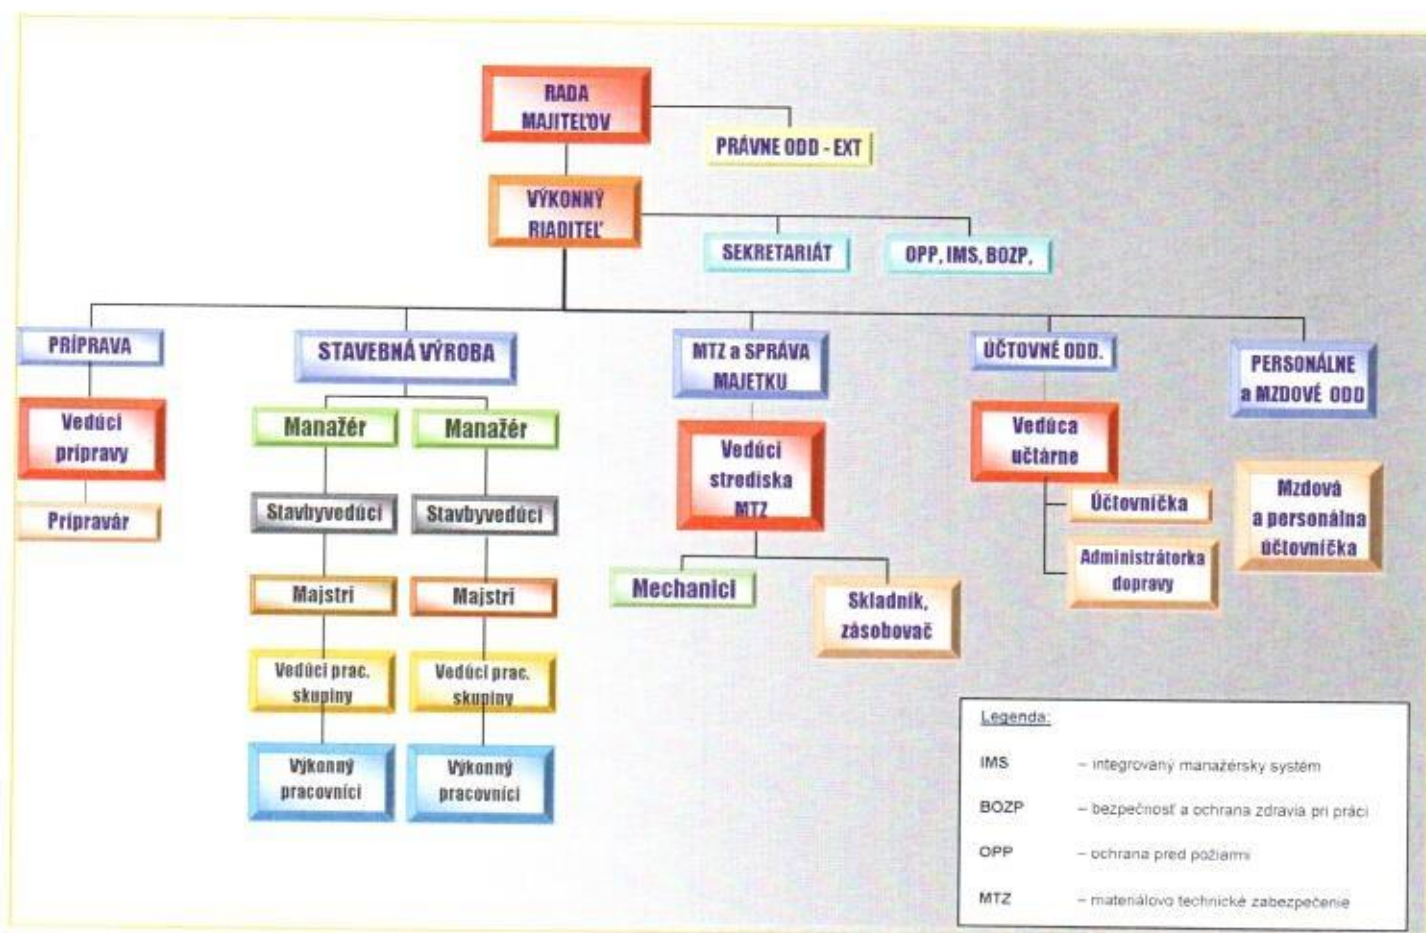 RADA
MAJITEĽOV
PRÁVNE ODD - EXT
VÝKONNÝ
RIADITEĽ
SEKRETARIÁT
OPP, IMS, BOZP,
PRÍPRAVA
STAVEBNÁ VÝROBA
MTZ a SPRÁVA
MAJETKU
ÚČTOVNÉ ODD.
PERSONÁLNE
a MZDOVÉ ODD
Vedúci
prípravy
Prípravár
Manažér
Manažér
Stavbyvedúci
Stavbyvedúci
Majstri
Majstri
Vedúci prac.
skupiny
Vedúci prac.
skupiny
Výkonný
pracovníci
Výkonný
pracovníci
Vedúci
strediska
MTZ
Mechanici
Skladník,
zásobovač
Vedúca
učtárne
Účtovníčka
Administrátorka
dopravy
Mzdová
a personálna
účtovníčka
Legenda:
IMS – integrovaný manažérsky systém
BOZP – bezpečnosť a ochrana zdravia pri práci
OPP – ochrana pred požiarmi
MTZ – materiálovo technické zabezpečenie